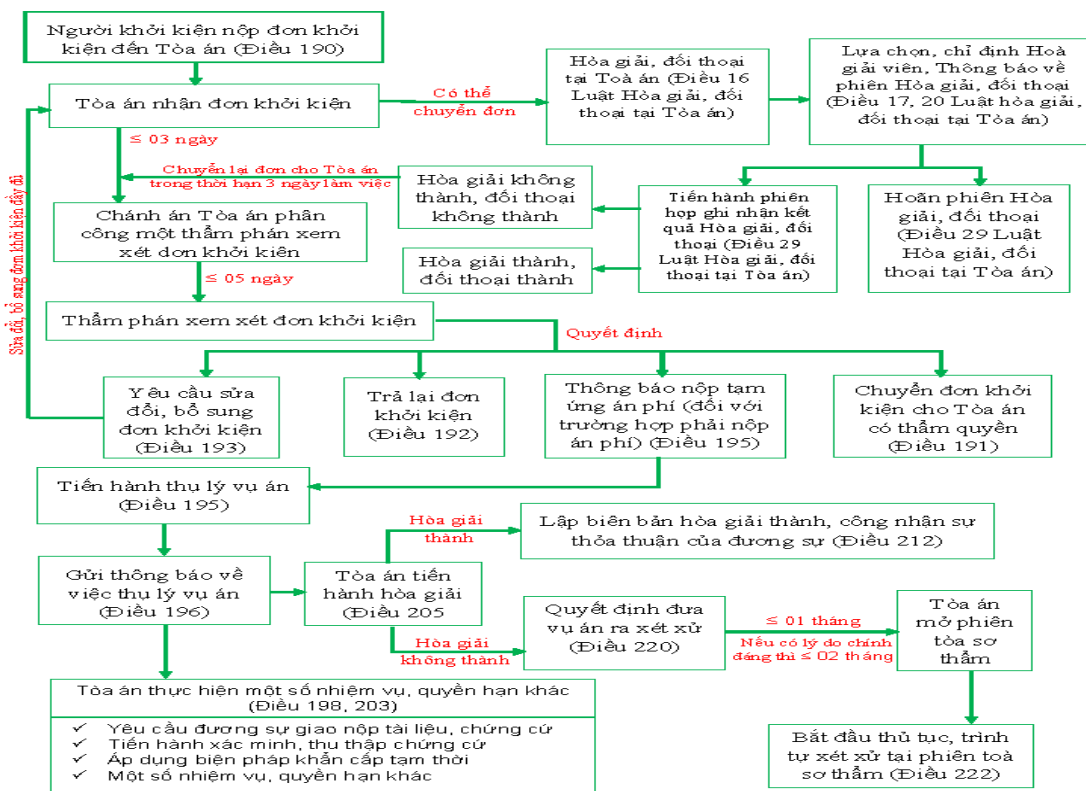 Người khởi kiện nộp đơn khởi
kiện đến Tòa án (Điều 190)
Tòa án nhận đơn khởi kiện
Có thể
chuyển đơn
Hòa giải, đối thoại
tại Toà án (Điều 16
Luật Hòa giải, đối
thoại tại Tòa án)
Lựa chọn, chỉ định Hoà
giải viên, Thông báo về
phiên Hòa giải, đối thoại
(Điều 17, 20 Luật hòa giải,
đối thoại tại Tòa án)
≤ 03 ngày
Chuyển lại đơn cho Tòa án
trong thời hạn 3 ngày làm việc
Hòa giải không
thành, đối thoại
không thành
Tiến hành phiên
họp ghi nhận kết
quả Hòa giải, đối
thoại (Điều 29
Luật Hòa giải, đối
thoại tại Tòa án)
Hoãn phiên Hòa
giải, đối thoại
(Điều 29 Luật
Hòa giải, đối
thoại tại Tòa án)
Chánh án Tòa án phân
công một thẩm phán xem
xét đơn khởi kiện
Hòa giải thành,
đối thoại thành
≤ 05 ngày
Thẩm phán xem xét đơn khởi kiện
Quyết định
Sửa đổi, bổ sung đơn khởi kiện đầy đủ
Yêu cầu sửa
đổi, bổ sung
đơn khởi kiện
(Điều 193)
Trả lại đơn
khởi kiện
(Điều 192)
Thông báo nộp tạm
ứng án phí (đối với
trường hợp phải nộp
án phí) (Điều 195)
Chuyển đơn khởi
kiện cho Tòa án
có thẩm quyền
(Điều 191)
Tiến hành thụ lý vụ án
(Điều 195)
Hòa giải
thành
Lập biên bản hòa giải thành, công nhận sự
thỏa thuận của đương sự (Điều 212)
Gửi thông báo về
việc thụ lý vụ án
(Điều 196)
Tòa án tiến
hành hòa giải
(Điều 205
Hòa giải
không thành
Quyết định đưa
vụ án ra xét xử
(Điều 220)
≤ 01 tháng
Nếu có lý do chính
đáng thì ≤ 02 tháng
Tòa án
mở phiên
tòa sơ
thẩm
Tòa án thực hiện một số nhiệm vụ, quyền hạn khác
(Điều 198, 203)
✓ Yêu cầu đương sự giao nộp tài liệu, chứng cứ
✓ Tiến hành xác minh, thu thập chứng cứ
✓ Áp dụng biện pháp khẩn cấp tạm thời
✓ Một số nhiệm vụ, quyền hạn khác
Bắt đầu thủ tục, trình
tự xét xử tại phiên toà
sơ thẩm (Điều 222)